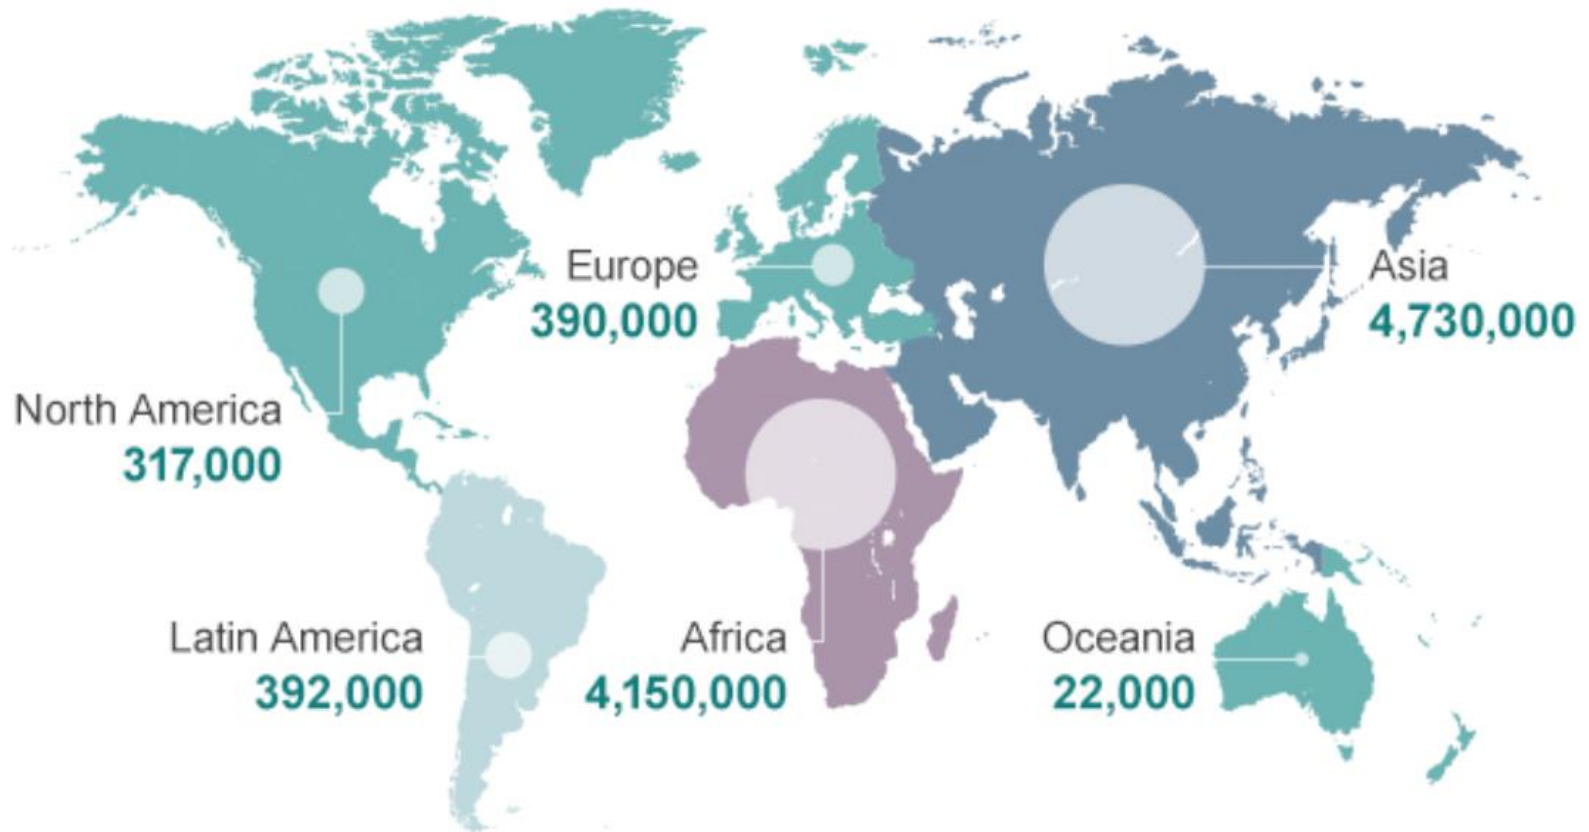 Europe
390,000
Asia
4,730,000
North America
317,000
Latin America
392,000
Africa
4,150,000
Oceania
22,000